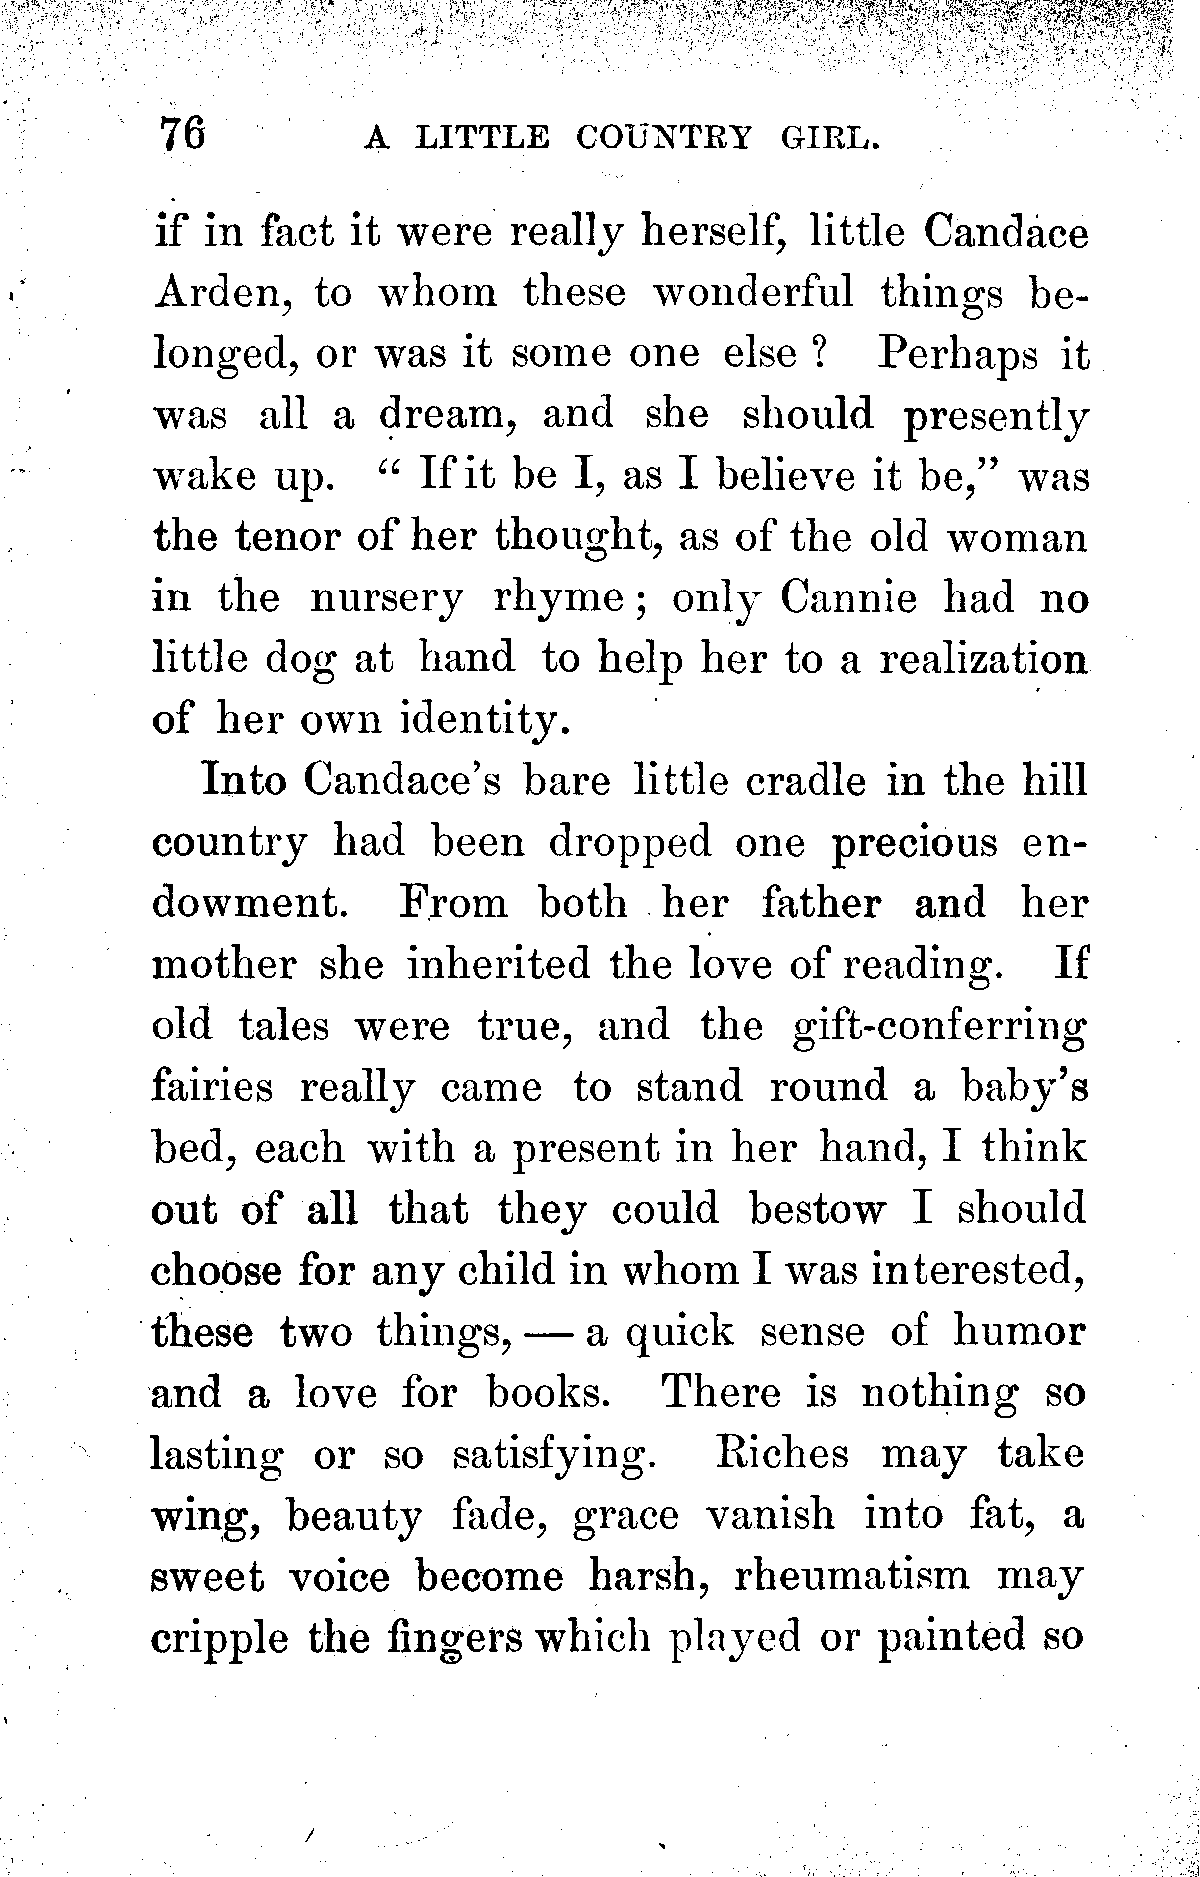 76 A LITTLE COUNTRY GIRL.
if in fact it were really herself, little Candace
Arden, to whom these wonderful things be-
longed, or was it some one else ? Perhaps it
was all a dream, and she should presently
wake up. “ If it be I, as I believe it be,” was
the tenor of her thought, as of the old woman
in the nursery rhyme ; only Cannie had no
little dog at hand to help her to a realization
of her own identity.
Into Candace’s bare little cradle in the hill
country had been dropped one precious en-
dowment. From both her father and her
mother she inherited the love of reading. If
old tales were true, and the gift-conferring
fairies really came to stand round a baby’s
bed, each with a present in her hand, I think
out of all that they could bestow I should
choose for any child in whom I was interested,
these two things, — a quick sense of humor
and a love for books. There is nothing so
lasting or so satisfying. Riches may take
wing, beauty fade, grace vanish into fat, a
sweet voice become harsh, rheumatism may
cripple the fingers which played or painted so